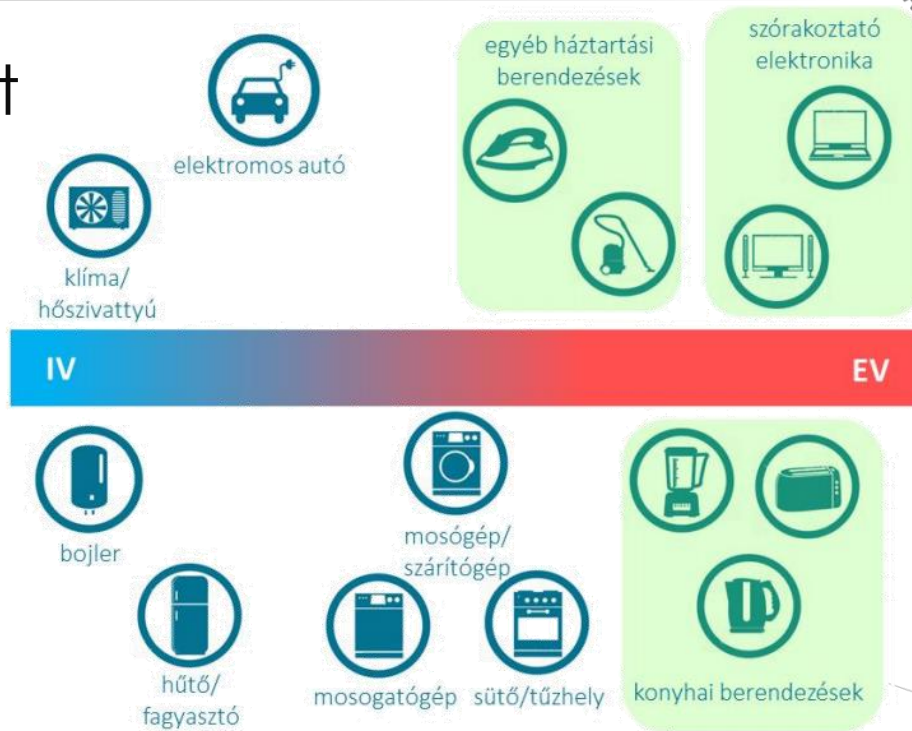 t
elektromos autó
klíma/
hőszivattyú
egyéb háztartási
berendezések
szórakoztató
elektronika
IV
EV
bojler
hűtő/
fagyasztó
mosógép/
szárítógép
mosogatógép
sütő/tűzhely
konyhai berendezések